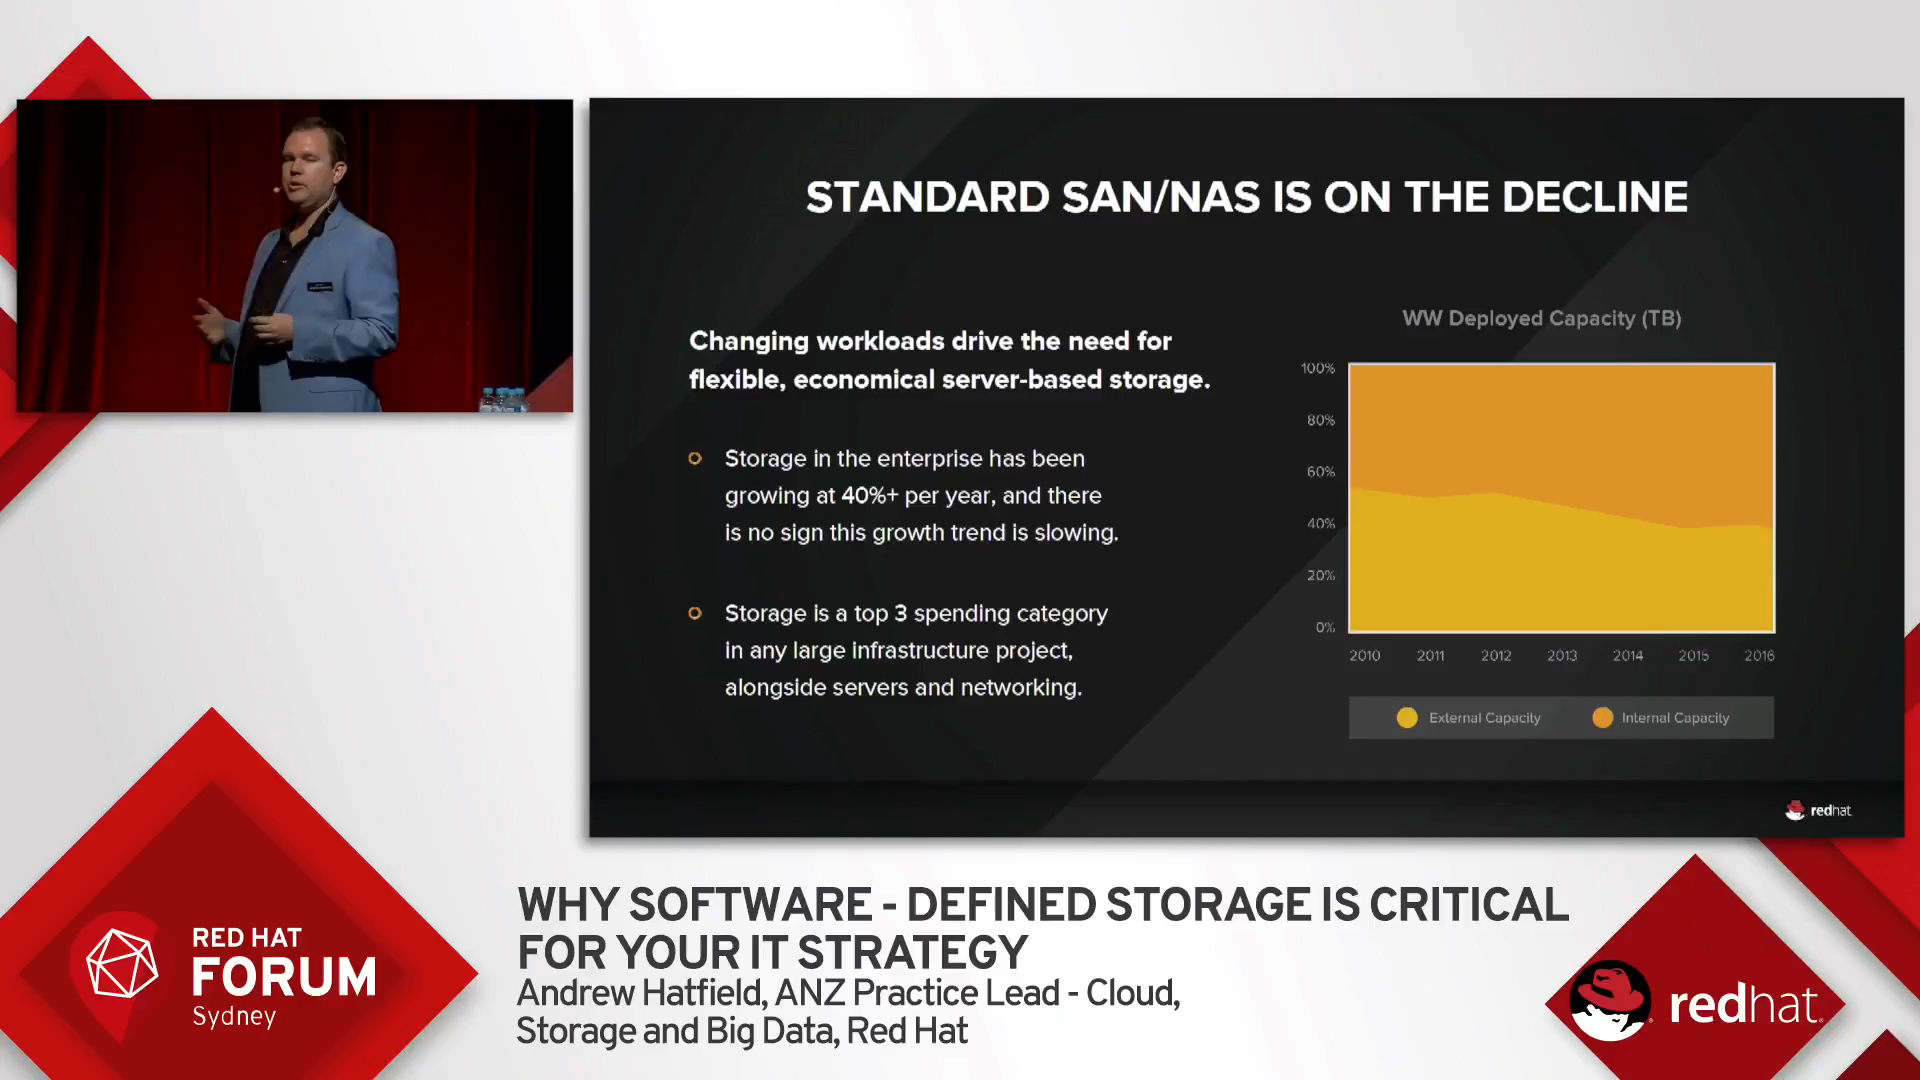 STANDARD SAN/NAS IS ON THE DECLINE
Changing workloads drive the need for
flexible, economical server-based storage.
Storage in the enterprise has been
growing at 40%+ per year, and there
is no sign this growth trend is slowing.
Storage is a top 3 spending category
in any large infrastructure project,
alongside servers and networking.
WW Deployed Capacity (TB)
100%
80%
60%
40%
20%
0%
2010 2011 2012 2013 2014 2015 2016
External Capacity Internal Capacity
redhat
WHY SOFTWARE - DEFINED STORAGE IS CRITICAL
FOR YOUR IT STRATEGY
Andrew Hatfield, ANZ Practice Lead - Cloud,
Storage and Big Data, Red Hat
RED HAT
FORUM
Sydney
redhat.